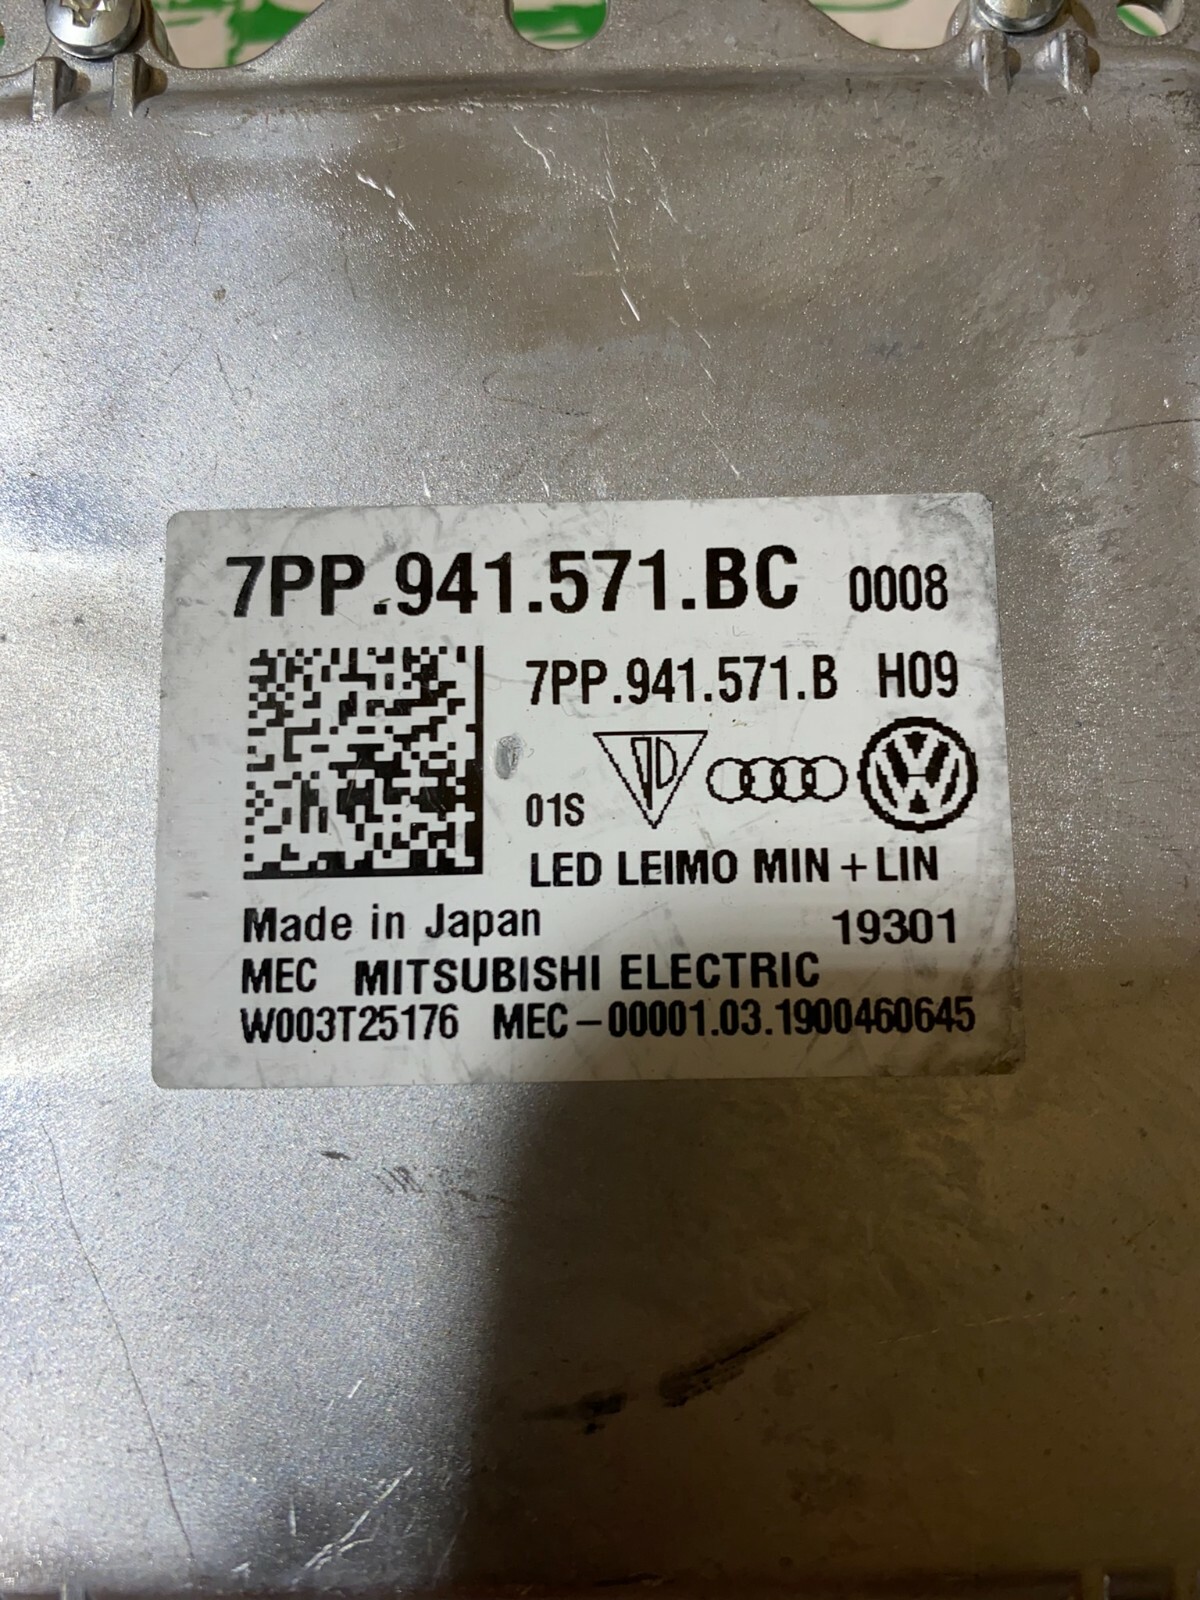 7PP.941.571.BC 0008
7PP.941.571.B H09
01S
LED LEIMO MIN + LIN
Made in Japan 19301
MEC MITSUBISHI ELECTRIC
W003T25176 MEC-00001.03.1900460645